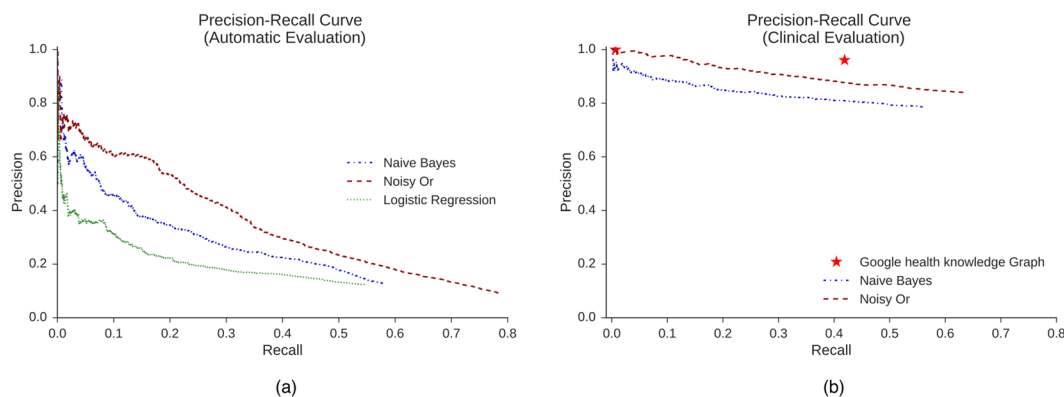 Precision-Recall Curve
(Automatic Evaluation)
1.0
0.8
0.6
0.4
0.2
0.0
Precision
Naive Bayes
Noisy Or
Logistic Regression
0.0 0.1 0.2 0.3 0.4 0.5 0.6 0.7 0.8
Recall
(a)
Precision-Recall Curve
(Clinical Evaluation)
1.0
0.8
0.6
0.4
0.2
0.0
Precision
Google health knowledge Graph
Naive Bayes
Noisy Or
0.0 0.1 0.2 0.3 0.4 0.5 0.6 0.7 0.8
Recall
(b)